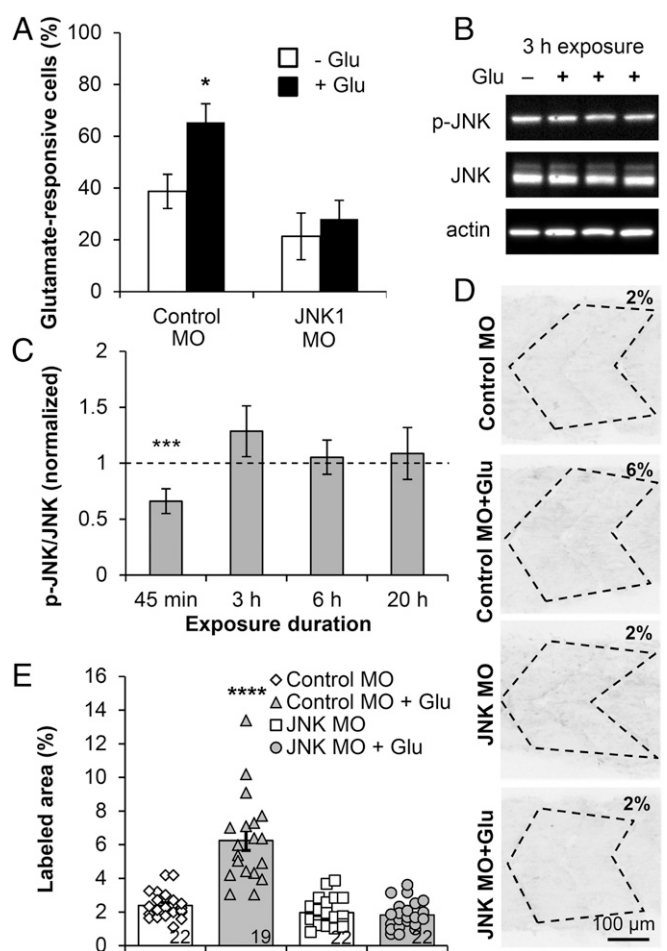 A
Glutamate-responsive cells (%)
100
80
60
40
20
0
- Glu
+ Glu
*
Control
MO
JNK1
MO
B
3 h exposure
Glu – + + +
p-JNK
JNK
actin
C
p-JNK/JNK (normalized)
2
1.5
1
0.5
0
***
45 min 3 h 6 h 20 h
Exposure duration
D
Control MO
2%
Control MO+Glu
6%
JNK MO
2%
JNK MO+Glu
2%
100 µm
E
Labeled area (%)
16
14
12
10
8
6
4
2
0
****
Control MO
Control MO + Glu
JNK MO
JNK MO + Glu
22 19 22 22